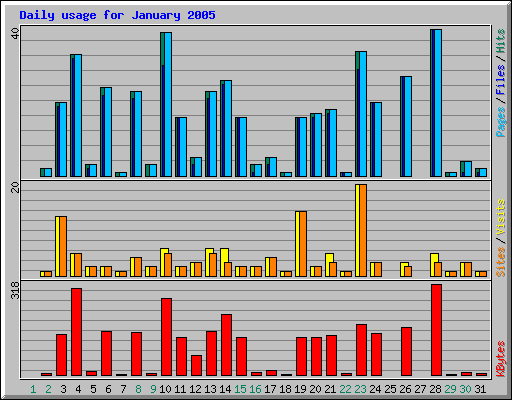 Daily usage for January 2005
40
Pages/Files/Hits
20
Sites/Visits
318
KBytes
1 2 3 4 5 6 7 8 9 10 11 12 13 14 15 16 17 18 19 20 21 22 23 24 25 26 27 28 29 30 31